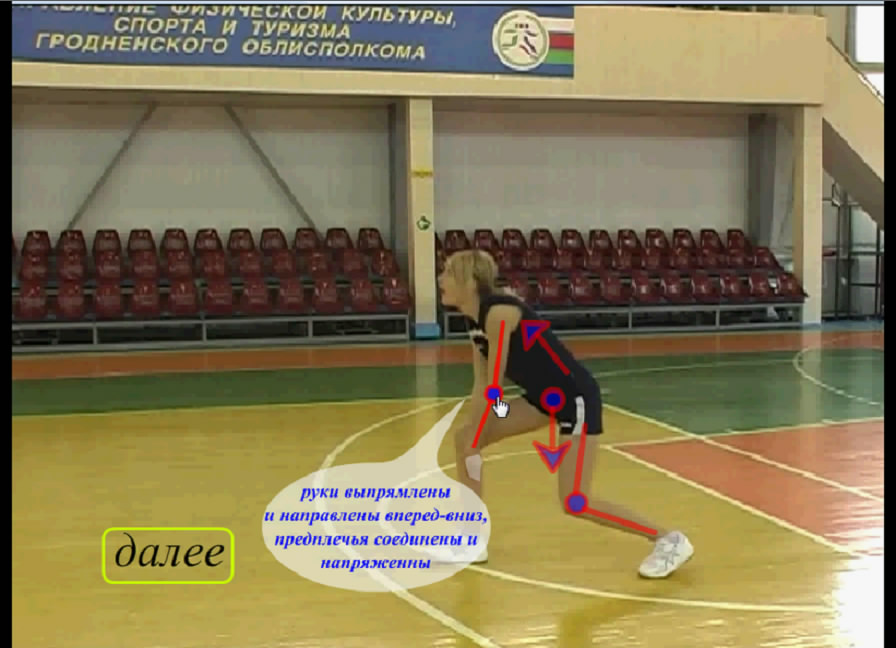 ФИЗИЧЕСКОЙ КУЛЬТУРЫ,
СПОРТА И ТУРИЗМА
ГРОДНЕНСКОГО ОБЛИСПОЛКОМА
руки выпрямлены
и направлены вперед-вниз,
предплечья соединены и
напряженны
далее